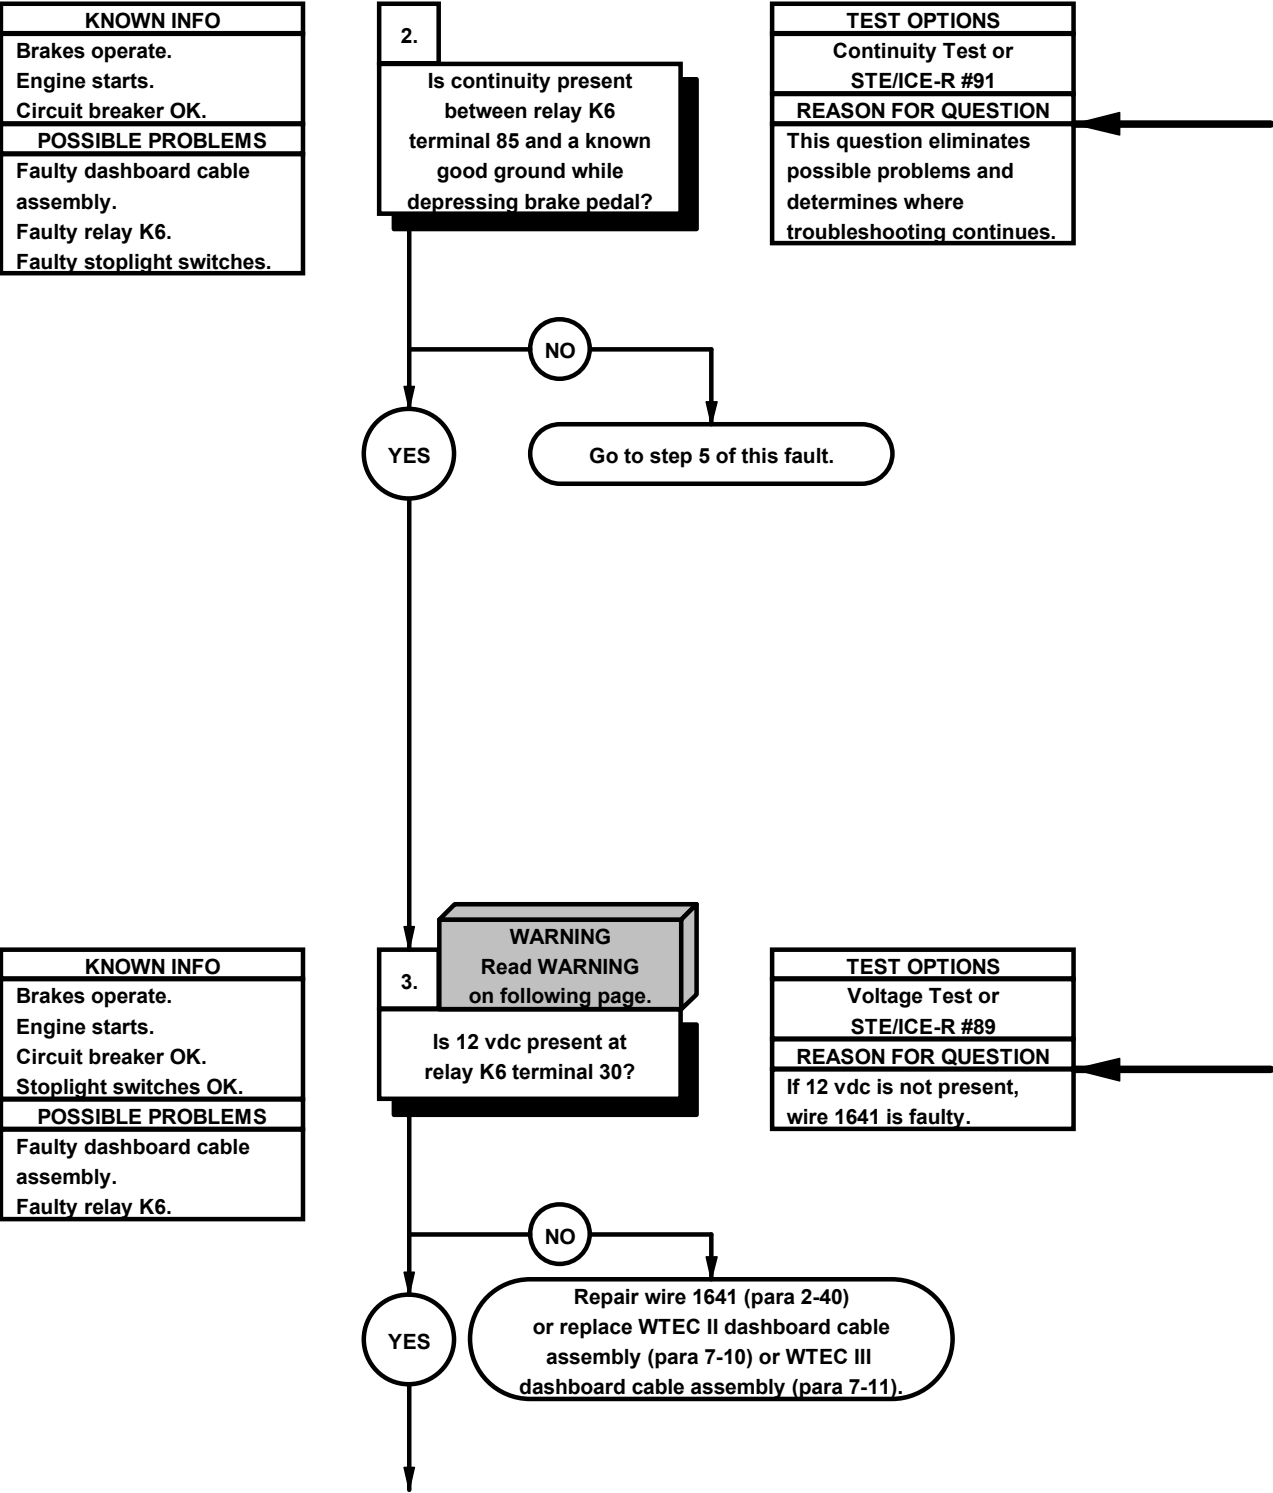 KNOWN INFO
Brakes operate.
Engine starts.
Circuit breaker OK.
POSSIBLE PROBLEMS
Faulty dashboard cable
assembly.
Faulty relay K6.
Faulty stoplight switches.
2.
Is continuity present
between relay K6
terminal 85 and a known
good ground while
depressing brake pedal?
TEST OPTIONS
Continuity Test or
STE/ICE-R #91
REASON FOR QUESTION
This question eliminates
possible problems and
determines where
troubleshooting continues.
NO
YES
Go to step 5 of this fault.
KNOWN INFO
Brakes operate.
Engine starts.
Circuit breaker OK.
Stoplight switches OK.
POSSIBLE PROBLEMS
Faulty dashboard cable
assembly.
Faulty relay K6.
WARNING
Read WARNING
on following page.
3.
Is 12 vdc present at
relay K6 terminal 30?
TEST OPTIONS
Voltage Test or
STE/ICE-R #89
REASON FOR QUESTION
If 12 vdc is not present,
wire 1641 is faulty.
NO
YES
Repair wire 1641 (para 2-40)
or replace WTEC II dashboard cable
assembly (para 7-10) or WTEC III
dashboard cable assembly (para 7-11).